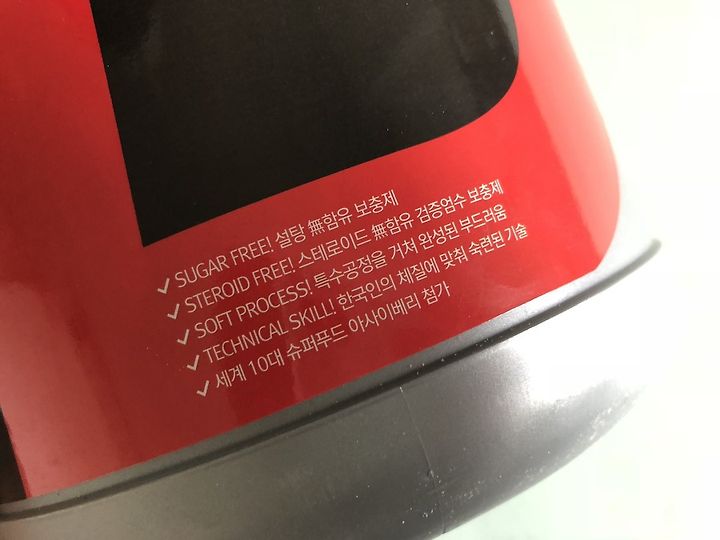 ✓ SUGAR FREE! 설탕 無함유 보충제
✓ STEROID FREE! 스테로이드 無함유 검증엄수 보충제
✓ SOFT PROCESS! 특수공정을 거쳐 완성된 부드러움
✓ TECHNICAL SKILL! 한국인의 체질에 맞춰 숙련된 기술
✓ 세계 10대 슈퍼푸드 아사이베리 첨가